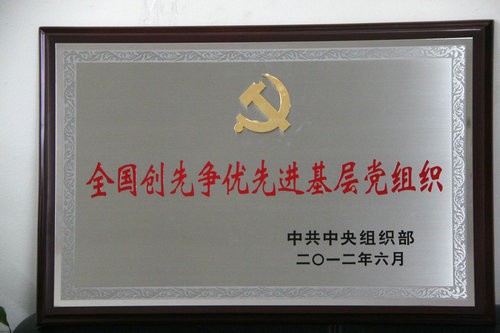 全国创先争优先进基层党组织
中共中央组织部
二〇一二年六月